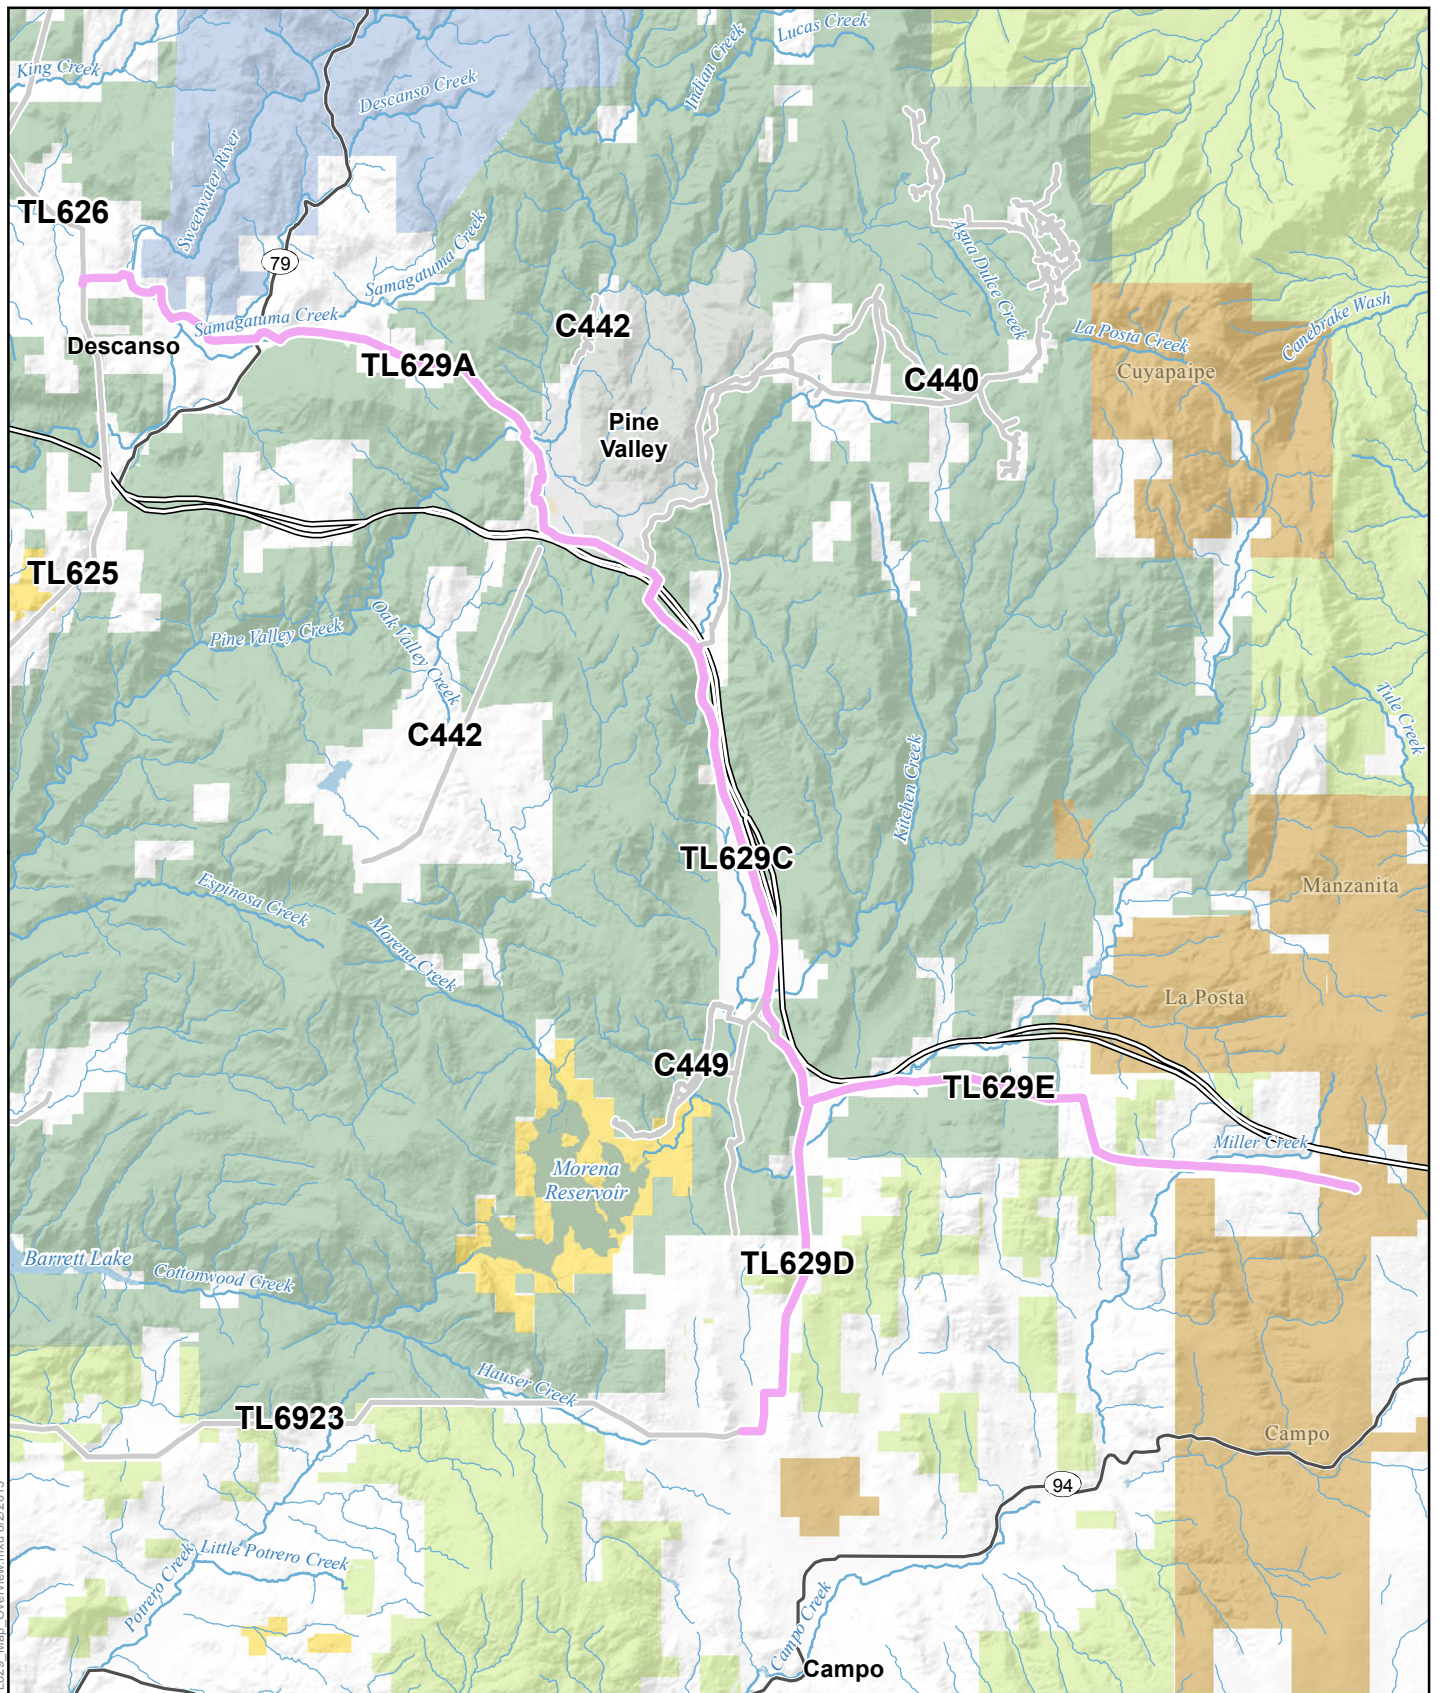 Lucas Creek
King Creek
Indian Creek
Descanso Creek
Sweetwater River
TL626
Samagatuma Creek
Agua Dulce Creek
79
Samagatuma Creek
Canebrake Wash
C442
La Posta Creek
Descanso
TL629A
Cuyapaipe
C440
Pine
Valley
TL625
Pine Valley Creek
Oak Valley Creek
Tule Creek
C442
Kitchen Creek
TL629C
Manzanita
Espinosa Creek
Morena Creek
La Posta
C449
TL629E
Miller Creek
Morena
Reservoir
Barrett Lake
TL629D
Cottonwood Creek
Hauser Creek
TL6923
Campo
94
Little Potrero Creek
Potrero Creek
Campo Creek
Campo